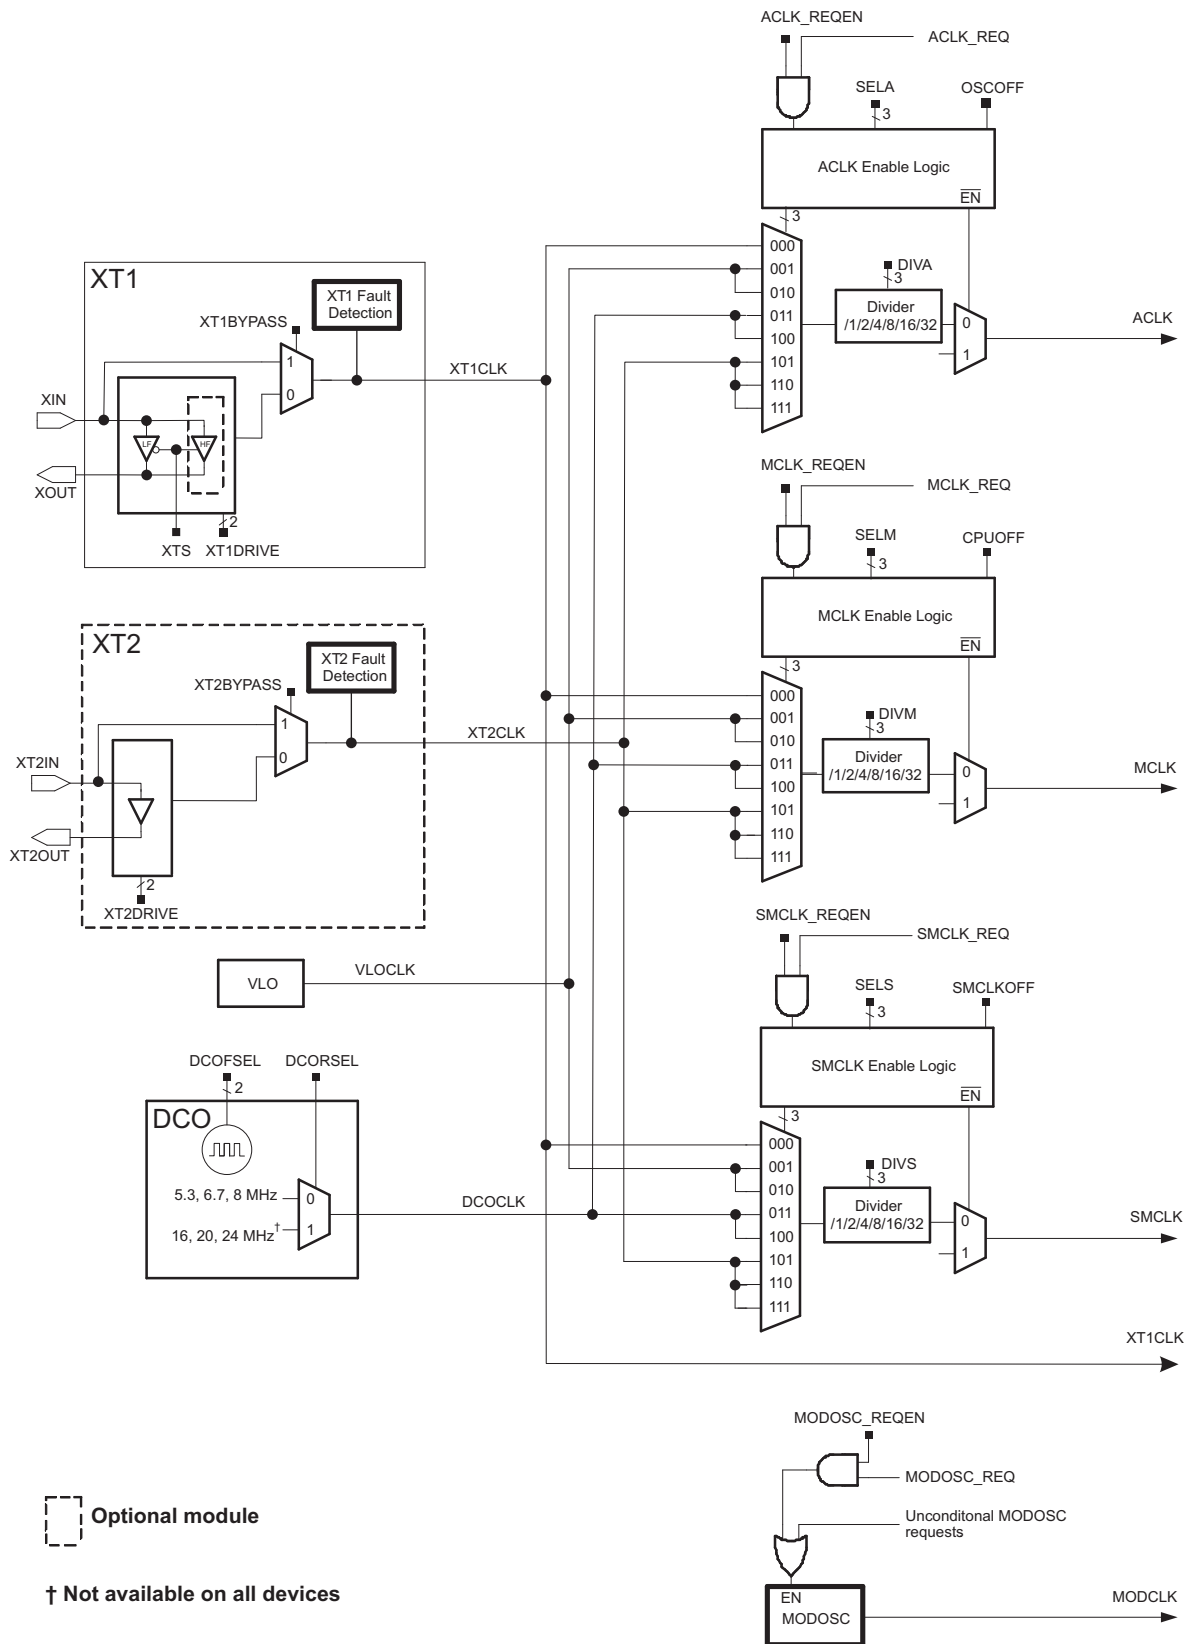 ACLK_REQEN
ACLK_REQ
SELA
OSCOFF
3
ACLK Enable Logic
EN
3
000
001
010
011
100
101
110
111
DIVA
3
Divider
/1/2/4/8/16/32
0
1
ACLK
XT1
XT1 Fault
Detection
XT1BYPASS
1
0
XT1CLK
XIN
LF
HF
XOUT
2
XTS
XT1DRIVE
MCLK_REQEN
MCLK_REQ
SELM
CPUOFF
3
MCLK Enable Logic
EN
3
000
001
010
011
100
101
110
111
DIVM
3
Divider
/1/2/4/8/16/32
0
1
MCLK
XT2
XT2 Fault
Detection
XT2BYPASS
1
0
XT2CLK
XT2IN
XT2OUT
2
XT2DRIVE
SMCLK_REQEN
SMCLK_REQ
VLO
VLOCLK
SELS
SMCLKOFF
3
SMCLK Enable Logic
EN
3
000
001
010
011
100
101
110
111
DIVS
3
Divider
/1/2/4/8/16/32
0
1
SMCLK
DCOFSEL
DCORSEL
2
DCO
5.3, 6.7, 8 MHz
0
16, 20, 24 MHz†
1
DCOCLK
XT1CLK
MODOSC_REQEN
MODOSC_REQ
Unconditonal MODOSC
requests
EN
MODOSC
MODCLK
Optional module
† Not available on all devices